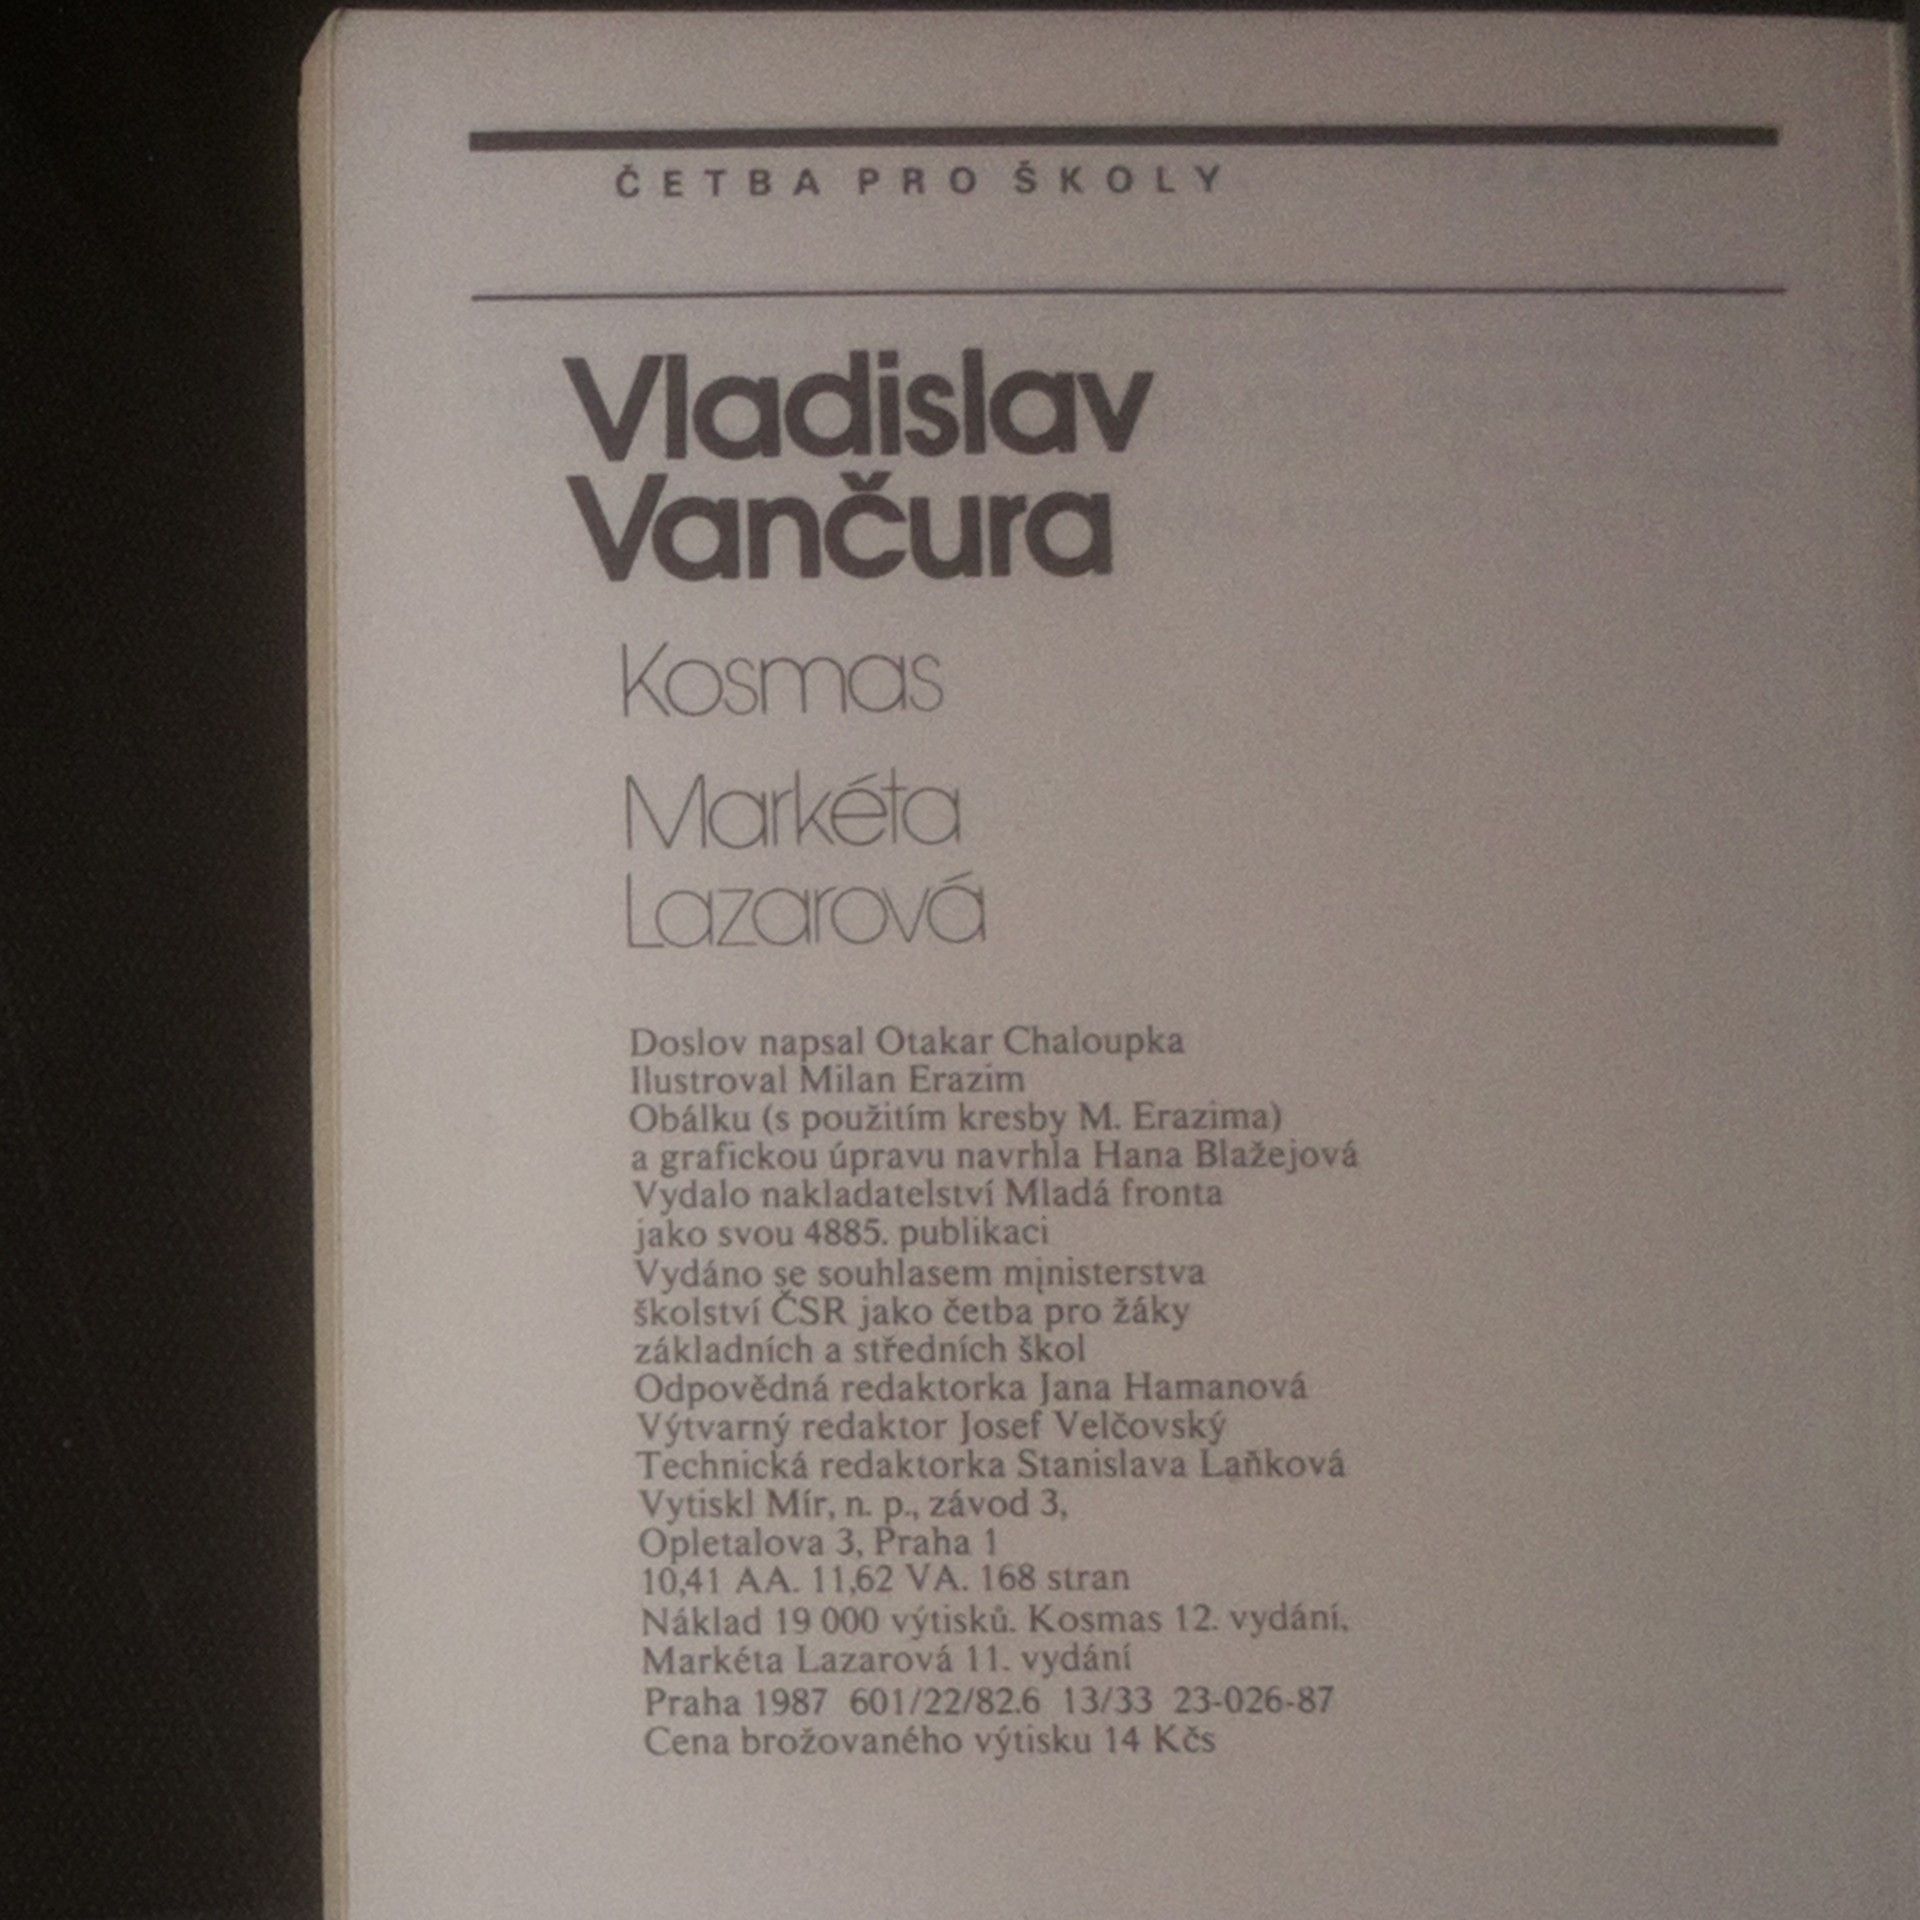 ČETBA PRO ŠKOLY
Vladislav
Vančura
Kosmas
Markéta
Lazarová
Doslov napsal Otakar Chaloupka
Ilustroval Milan Erazim
Obálku (s použitím kresby M. Erazima)
a grafickou úpravu navrhla Hana Blažejová
Vydalo nakladatelství Mladá fronta
jako svou 4885. publikaci
Vydáno se souhlasem ministerstva
školství ČSR jako četba pro žáky
základních a středních škol
Odpovědná redaktorka Jana Hamanová
Výtvarný redaktor Josef Velčovský
Technická redaktorka Stanislava Laňková
Vytiskl Mír, n. p., závod 3,
Opletalova 3, Praha 1
10,41 AA. 11,62 VA. 168 stran
Náklad 19 000 výtisků. Kosmas 12. vydání,
Markéta Lazarová 11. vydání
Praha 1987 601/22/82.6 13/33 23-026-87
Cena brožovaného výtisku 14 Kčs